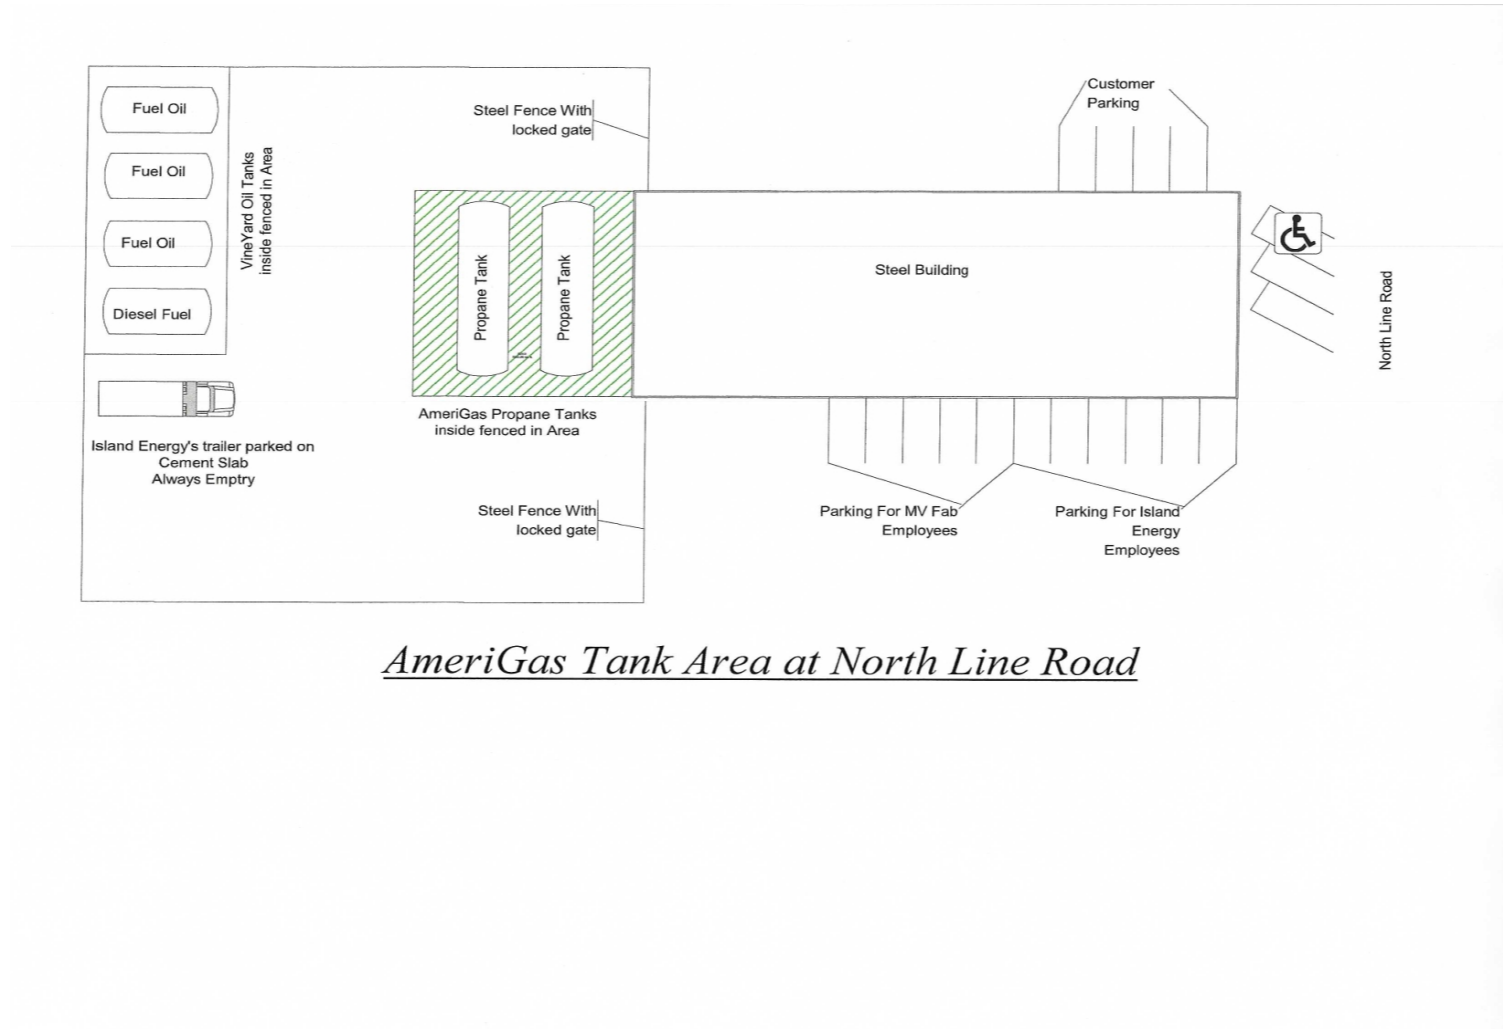 Fuel Oil
Fuel Oil
Fuel Oil
Diesel Fuel
VineYard Oil Tanks
inside fenced in Area
Island Energy's trailer parked on
Cement Slab
Always Emptry
Steel Fence With
locked gate
Propane Tank
Propane Tank
AmeriGas Propane Tanks
inside fenced in Area
Steel Fence With
locked gate
Steel Building
Customer
Parking
North Line Road
Parking For MV Fab
Employees
Parking For Island
Energy
Employees
AmeriGas Tank Area at North Line Road